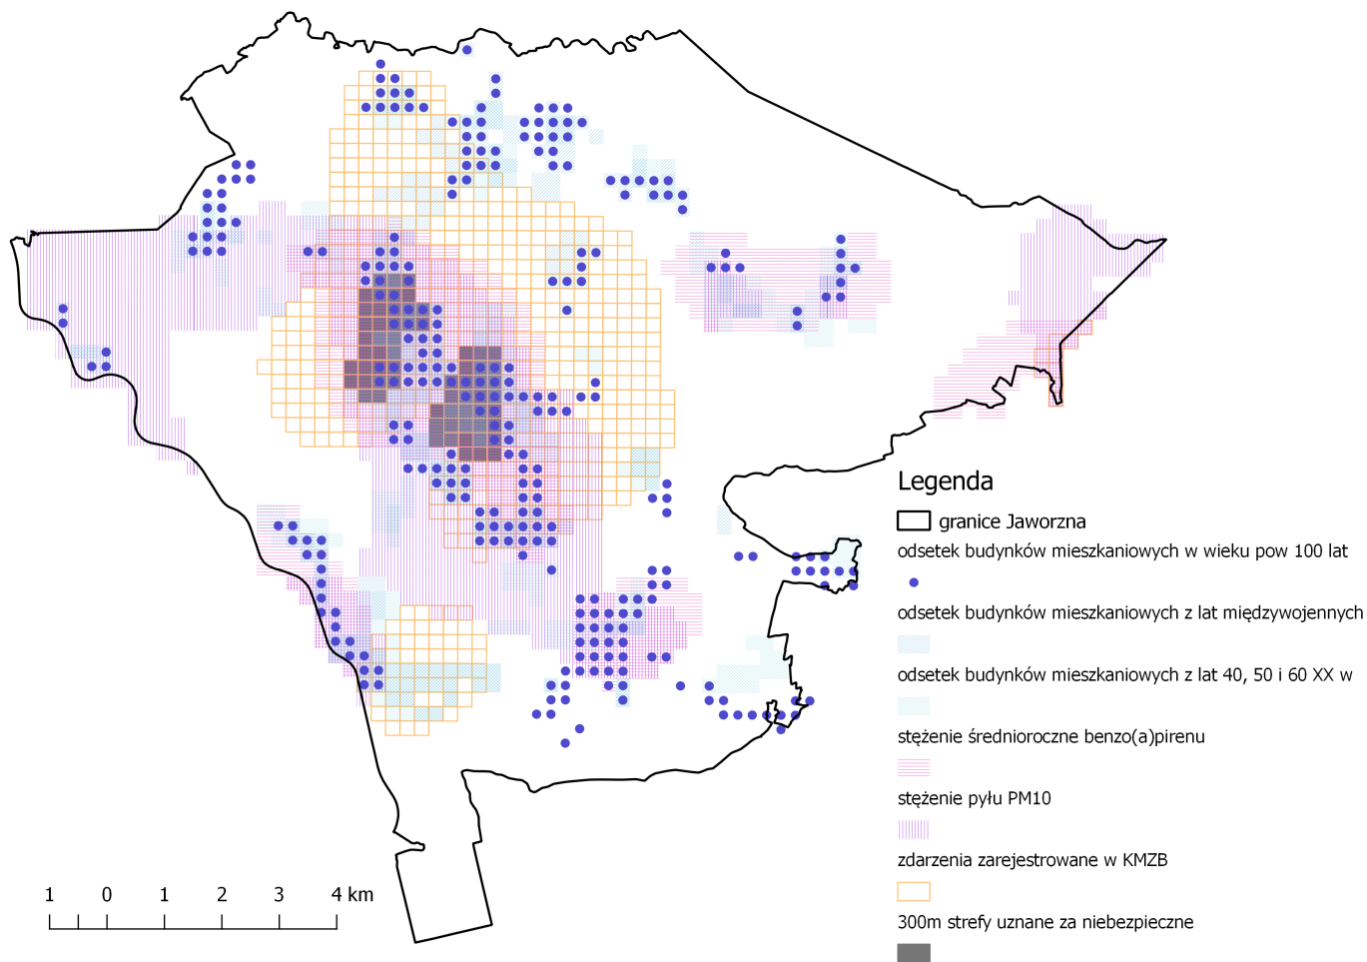 Legenda
granice Jaworzna
odsetek budynków mieszkaniowych w wieku pow 100 lat
odsetek budynków mieszkaniowych z lat międzywojennych
odsetek budynków mieszkaniowych z lat 40, 50 i 60 XX w
stężenie średnioroczne benzo(a)pirenu
stężenie pyłu PM10
zdarzenia zarejestrowane w KMZB
300m strefy uznane za niebezpieczne
1 0 1 2 3 4 km